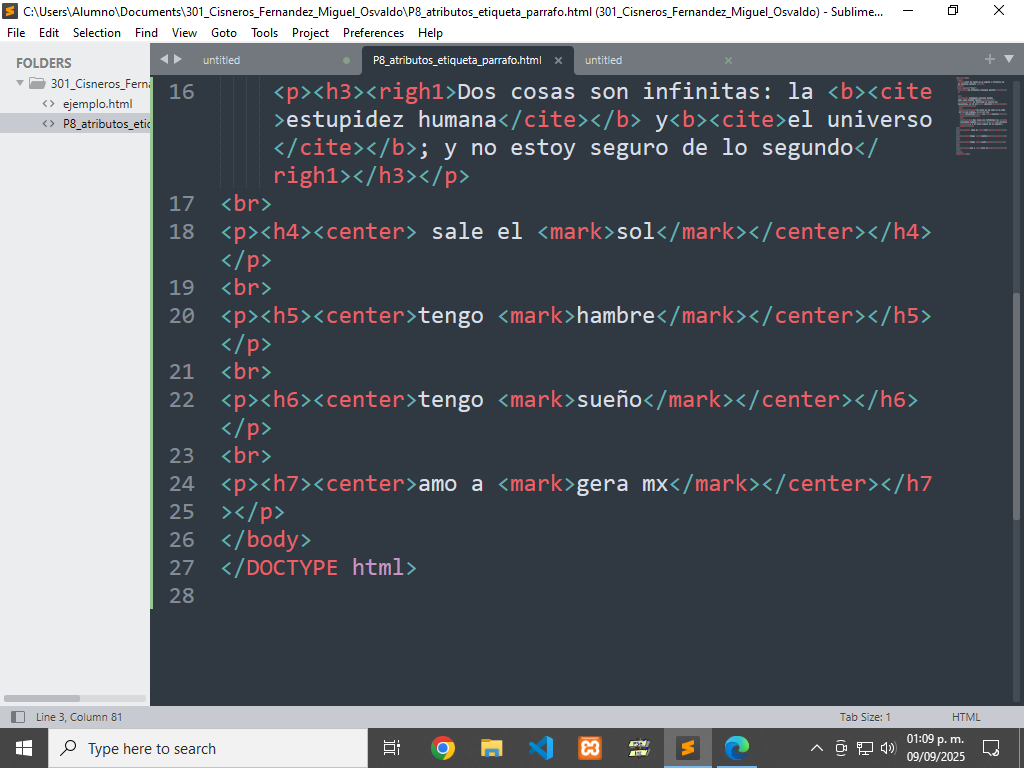 C:\Users\Alumno\Documents\301_Cisneros_Fernandez_Miguel_Osvaldo\P8_atributos_etiqueta_parrafo.html (301_Cisneros_Fernandez_Miguel_Osvaldo) - Sublime...
File Edit Selection Find View Goto Tools Project Preferences Help
FOLDERS
301_Cisneros_Ferna
ejemplo.html
P8_atributos_etiq
untitled P8_atributos_etiqueta_parrafo.html untitled
16 <p><h3><righ1>Dos cosas son infinitas: la <b><cite
>estupidez humana</cite></b> y<b><cite>el universo
</cite></b>; y no estoy seguro de lo segundo</
righ1></h3></p>
17 <br>
18 <p><h4><center> sale el <mark>sol</mark></center></h4>
</p>
19 <br>
20 <p><h5><center>tengo <mark>hambre</mark></center></h5>
</p>
21 <br>
22 <p><h6><center>tengo <mark>sueño</mark></center></h6>
</p>
23 <br>
24 <p><h7><center>amo a <mark>gera mx</mark></center></h7
25 ></p>
26 </body>
27 </DOCTYPE html>
28
Line 3, Column 81 Tab Size: 1 HTML
Type here to search
01:09 p. m.
09/09/2025